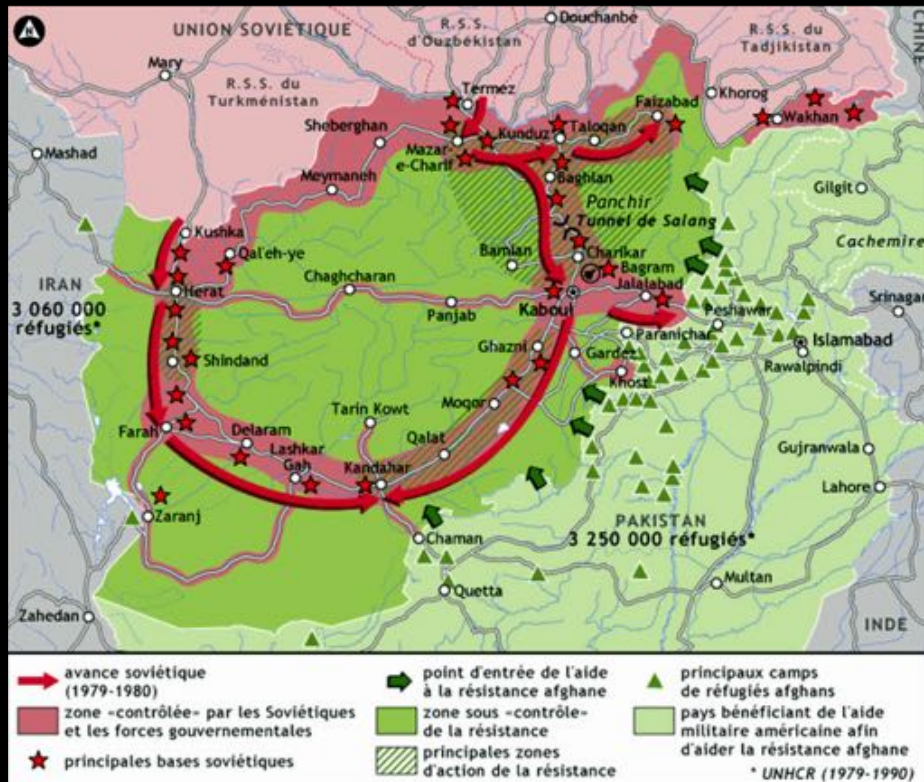 N
UNION SOVIÉTIQUE
R.S.S.
d'Ouzbékistan
Douchanbé
R.S.S. du
Tadjikistan
CHINE
Mary
R.S.S. du
Turkménistan
Termez
Khorog
Faizabad
Wakhan
Sheberghan
Kunduz
Taloqan
Mazar-
e-Charif
Mashad
Meymaneh
Baghlan
Gilgit
Panchir
Tunnel de Salang
Kushka
Qal'eh-ye
Bamian
Charikar
Cachemire
Bagram
IRAN
3 060 000
réfugiés*
Herat
Chaghcharan
Jalalabad
Panjab
Kaboul
Peshawar
Srinagar
Paranichar
Islamabad
Ghazni
Gardez
Rawalpindi
Shindand
Khost
Moqor
Tarin Kowt
Farah
Delaram
Qalat
Gujranwala
Lashkar
Gah
Kandahar
Lahore
Zaranj
PAKISTAN
3 250 000 réfugiés*
Chaman
Multan
Quetta
Zahedan
INDE
avance soviétique
(1979-1980)
zone «contrôlée» par les Soviétiques
et les forces gouvernementales
principales bases soviétiques
point d'entrée de l'aide
à la résistance afghane
zone sous «contrôle»
de la résistance
principales zones
d'action de la résistance
principaux camps
de réfugiés afghans
pays bénéficiant de l'aide
militaire américaine afin
d'aider la résistance afghane
* UNHCR (1979-1990)